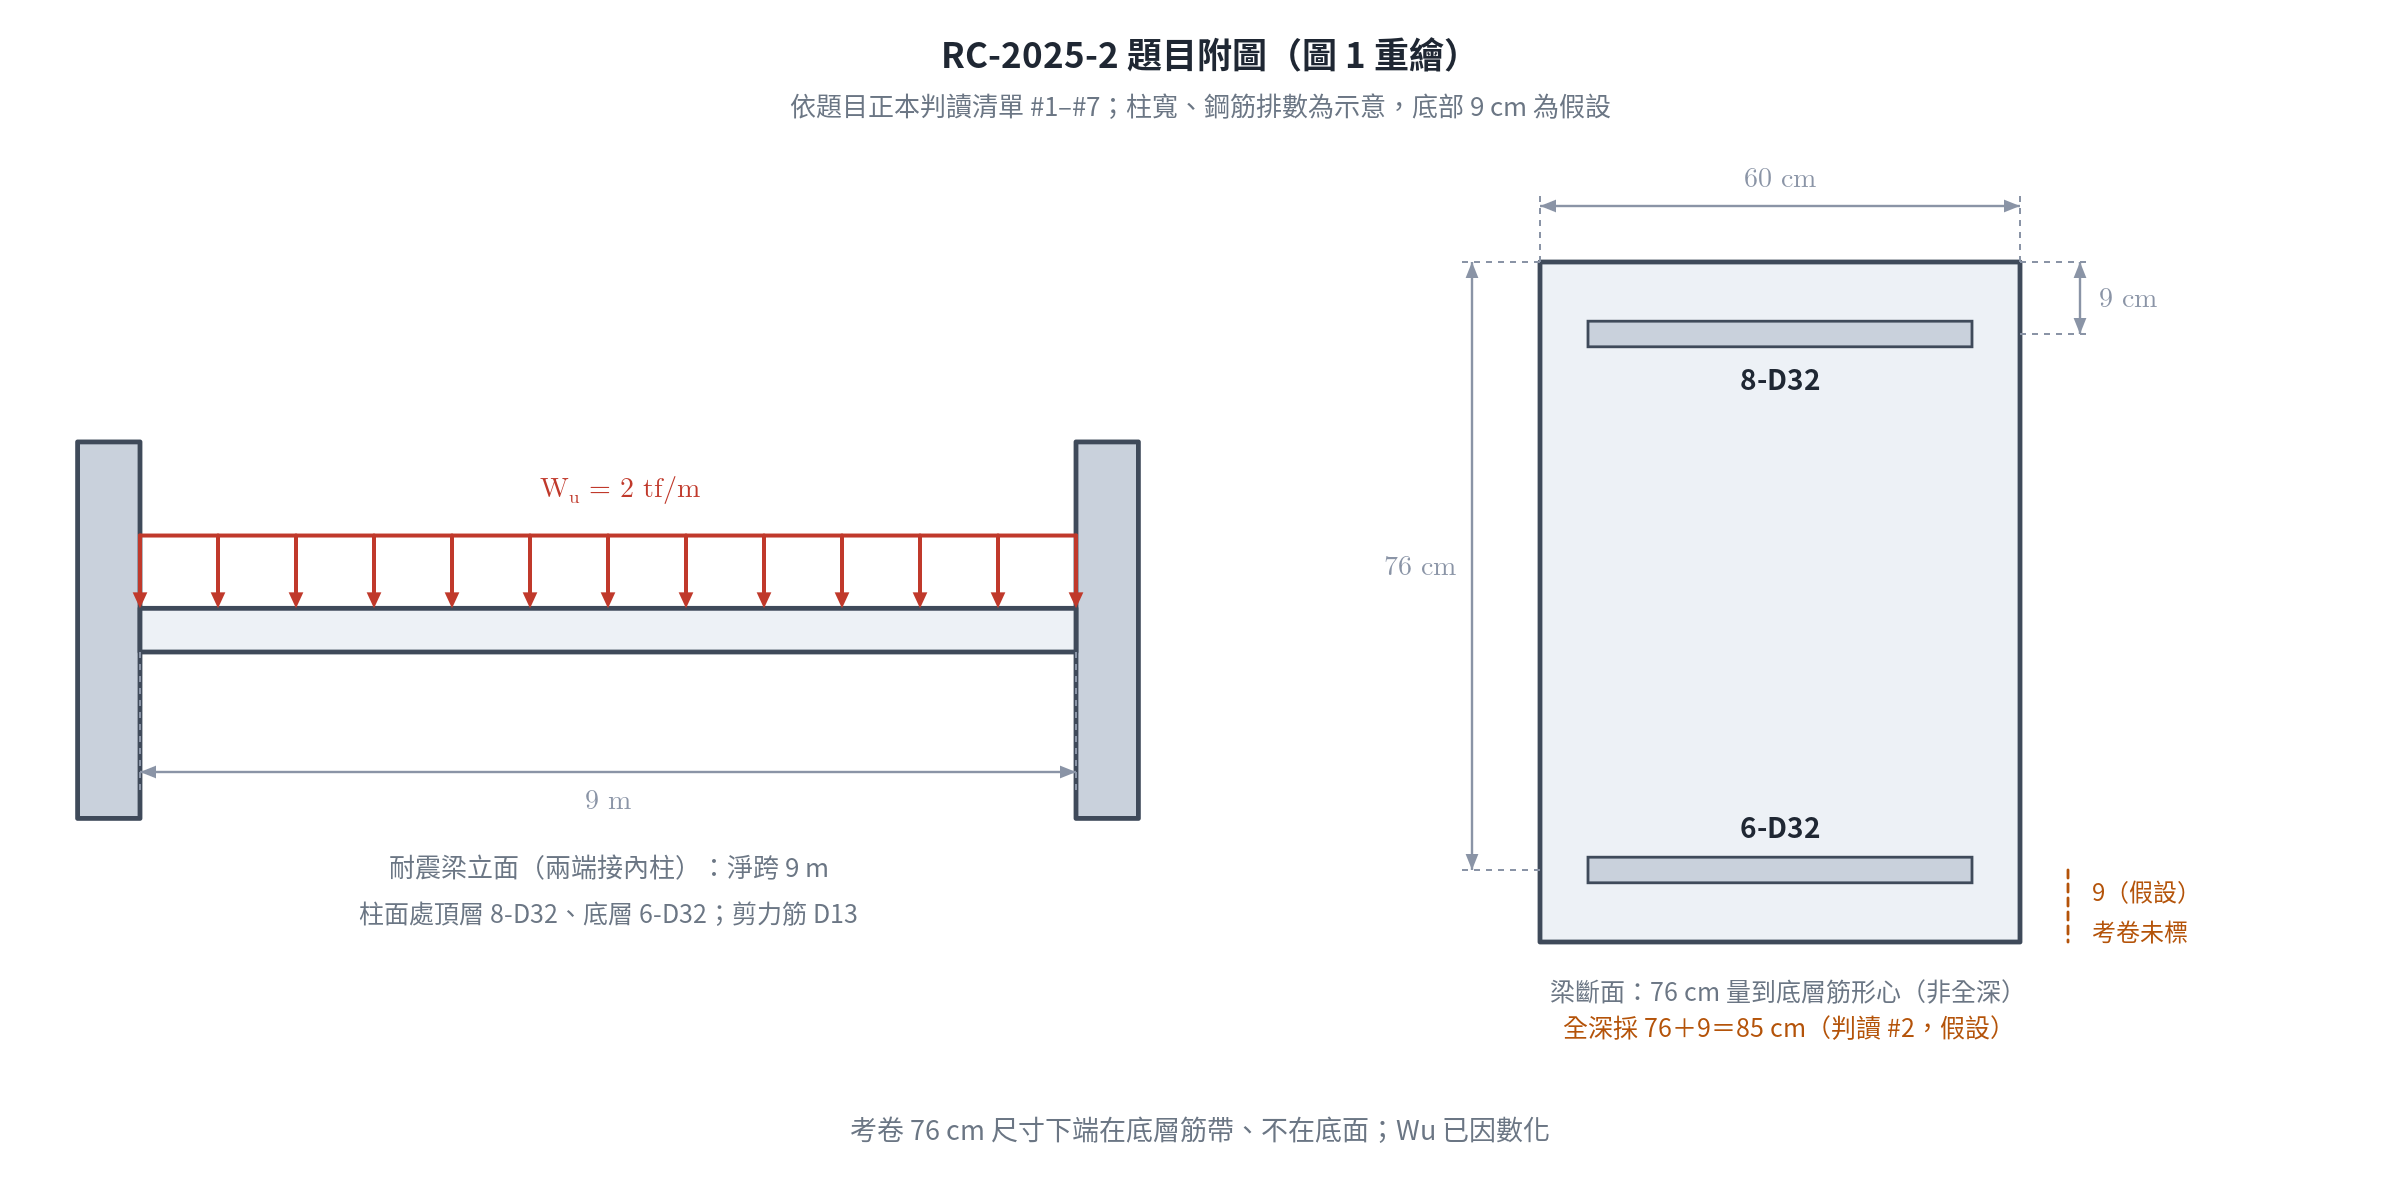 RC-2025-2 題目附圖（圖 1 重繪）
依題目正本判讀清單 #1–#7；柱寬、鋼筋排數為示意，底部 9 cm 為假設
Wu = 2 tf/m
9 m
耐震梁立面（兩端接內柱）：淨跨 9 m
柱面處頂層 8-D32、底層 6-D32；剪力筋 D13
60 cm
9 cm
8-D32
76 cm
6-D32
9（假設）
考卷未標
梁斷面：76 cm 量到底層筋形心（非全深）
全深採 76＋9＝85 cm（判讀 #2，假設）
考卷 76 cm 尺寸下端在底層筋帶、不在底面；Wu 已因數化